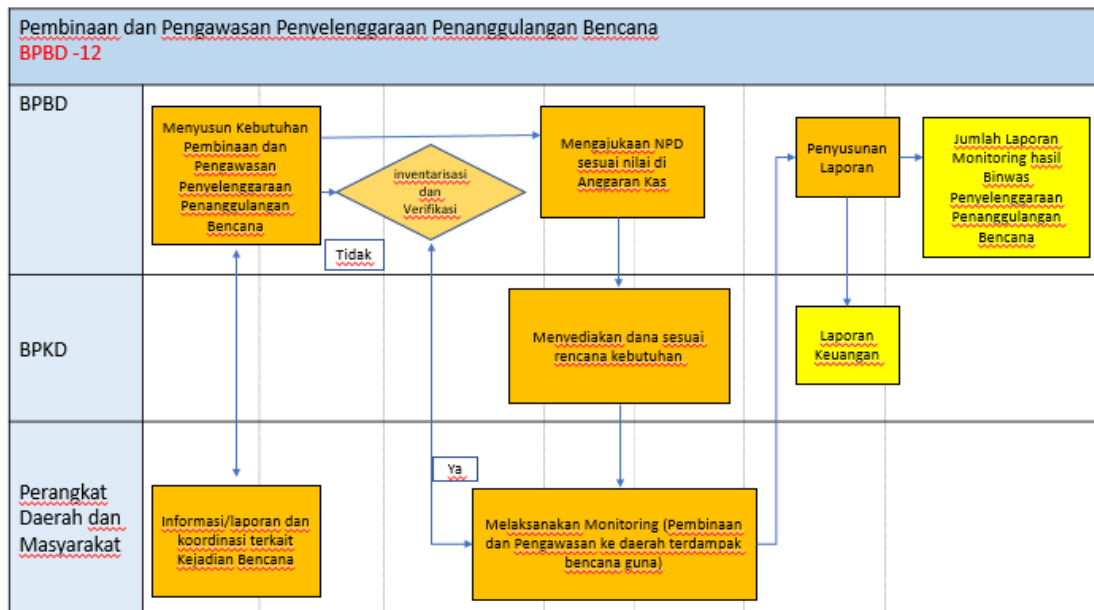 Pembinaan dan Pengawasan Penyelenggaraan Penanggulangan Bencana
BPBD -12
BPBD
Menyusun Kebutuhan
Pembinaan dan
Pengawasan
Penyelenggaraan
Penanggulangan
Bencana
inventarisasi
dan
Verifikasi
Tidak
Mengajukaan NPD
sesuai nilai di
Anggaran Kas
Penyusunan
Laporan
Jumlah Laporan
Monitoring hasil
Binwas
Penyelenggaraan
Penanggulangan
Bencana
BPKD
Menyediakan dana sesuai
rencana kebutuhan
Laporan
Keuangan
Perangkat
Daerah dan
Masyarakat
Informasi/laporan dan
koordinasi terkait
Kejadian Bencana
Ya
Melaksanakan Monitoring (Pembinaan
dan Pengawasan ke daerah terdampak
bencana guna)